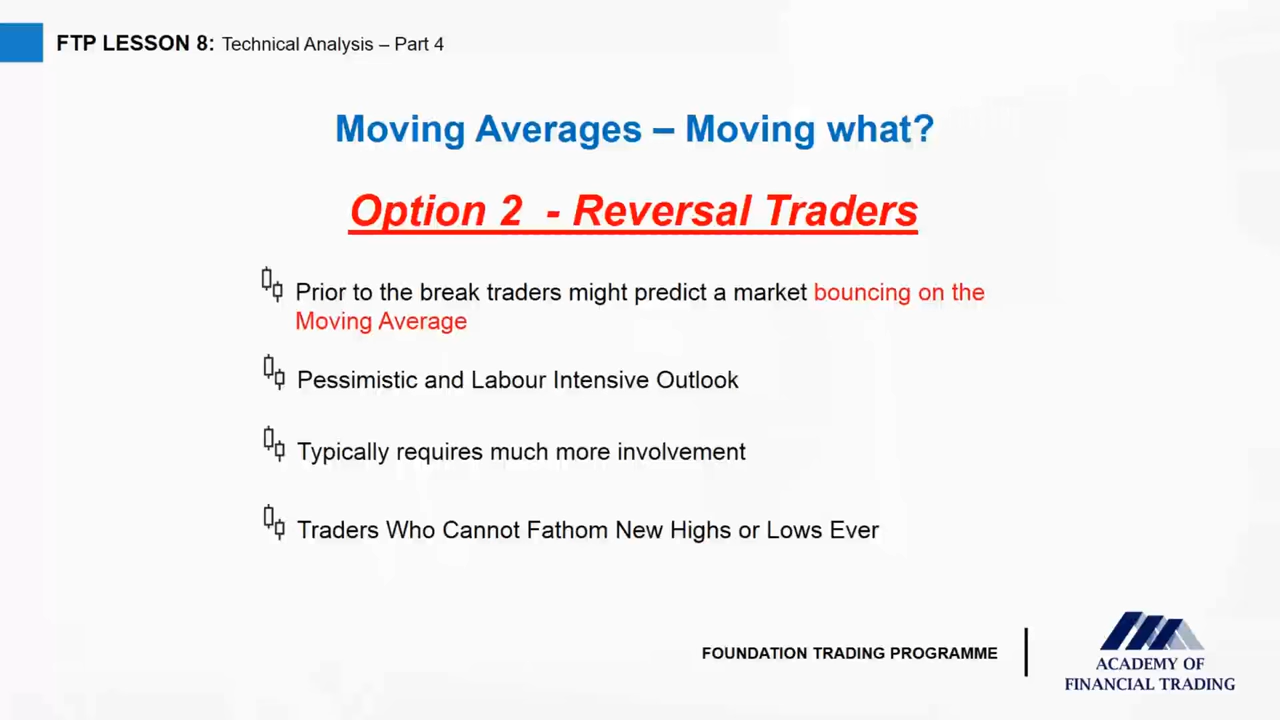 FTP LESSON 8: Technical Analysis – Part 4
Moving Averages – Moving what?
Option 2 - Reversal Traders
Prior to the break traders might predict a market bouncing on the
Moving Average
Pessimistic and Labour Intensive Outlook
Typically requires much more involvement
Traders Who Cannot Fathom New Highs or Lows Ever
FOUNDATION TRADING PROGRAMME
ACADEMY OF
FINANCIAL TRADING